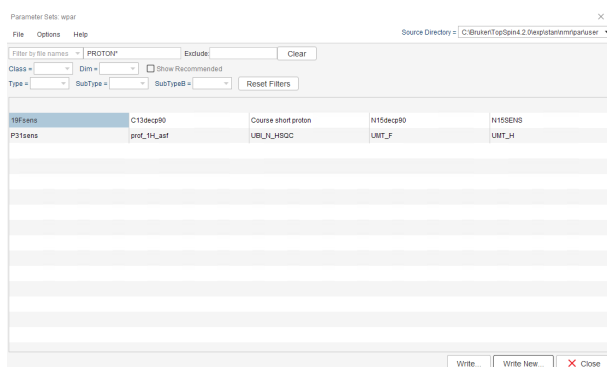 Parameter Sets: wpar
File Options Help Source Directory = C:\Bruker\TopSpin4.2.0\exp\stan\nmr\par\user
Filter by file names PROTON* Exclude: Clear
Class = Dim = Show Recommended
Type = SubType = SubTypeB = Reset Filters
19Fsens C13decp90 Course short proton N15decp90 N15SENS
P31sens prof_1H_asf UBI_N_HSQC UMT_F UMT_H
Write... Write New... Close